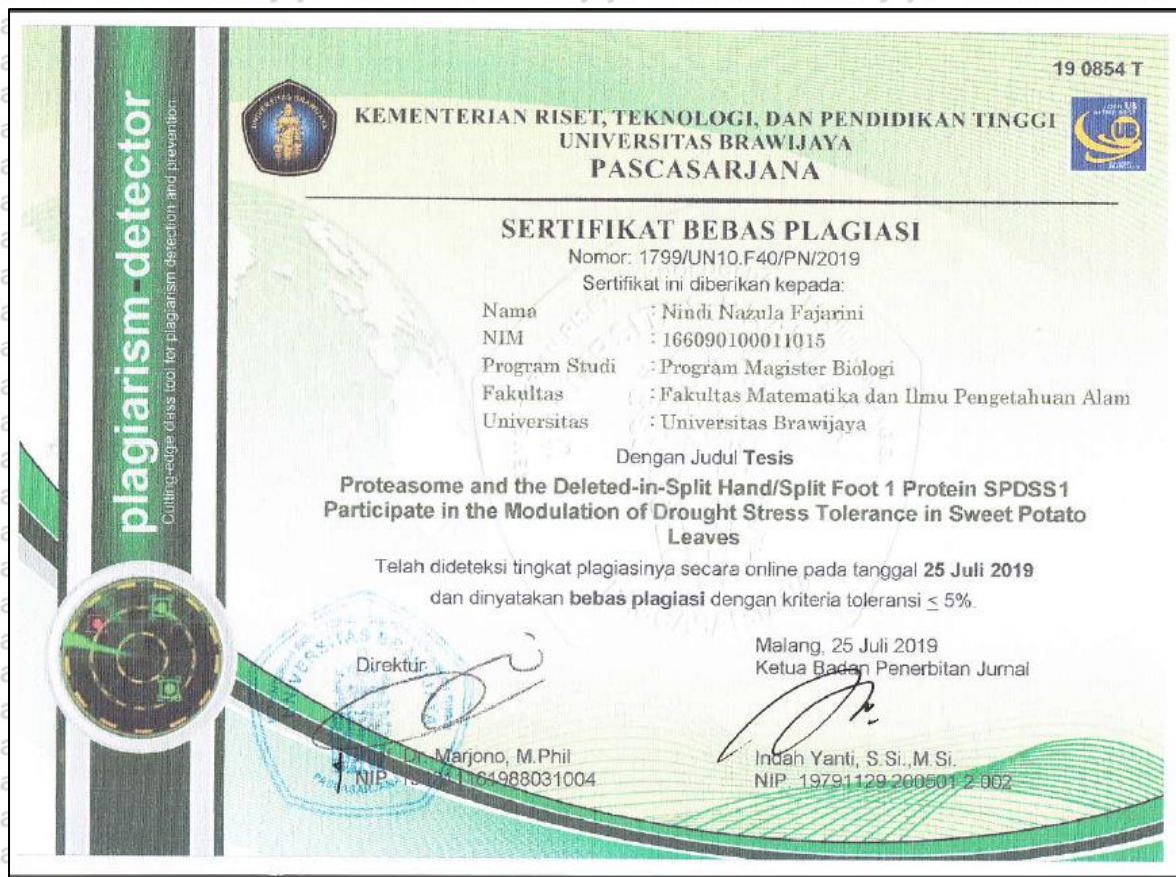 19 0854 T
KEMENTERIAN RISET, TEKNOLOGI, DAN PENDIDIKAN TINGGI
UNIVERSITAS BRAWIJAYA
PASCASARJANA
SERTIFIKAT BEBAS PLAGIASI
Nomor: 1799/UN10.F40/PN/2019
Sertifikat ini diberikan kepada:
Nama : Nindi Nazula Fajarini
NIM : 166090100011015
Program Studi : Program Magister Biologi
Fakultas : Fakultas Matematika dan Ilmu Pengetahuan Alam
Universitas : Universitas Brawijaya
Dengan Judul Tesis
Proteasome and the Deleted-in-Split Hand/Split Foot 1 Protein SPDSS1
Participate in the Modulation of Drought Stress Tolerance in Sweet Potato
Leaves
Telah dideteksi tingkat plagiasinya secara online pada tanggal 25 Juli 2019
dan dinyatakan bebas plagiasi dengan kriteria toleransi ≤ 5%.
Malang, 25 Juli 2019
Direktur
Ketua Badan Penerbitan Jurnal
Marjono, M.Phil
NIP
Indah Yanti, S.Si.,M.Si.
NIP 19791129 200501 2 002
plagiarism-detector
Cutting-edge class tool for plagiarism detection and prevention
UB